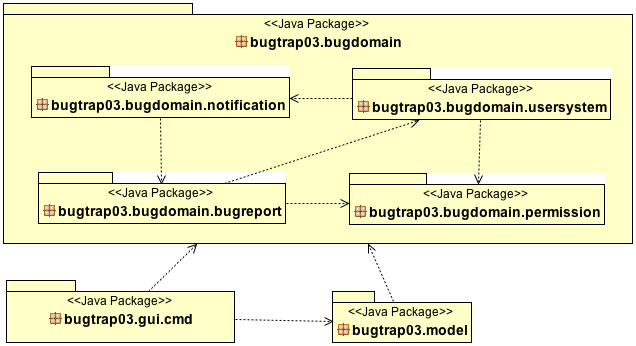 <<Java Package>>
bugtrap03.bugdomain
<<Java Package>>
bugtrap03.bugdomain.notification
<<Java Package>>
bugtrap03.bugdomain.usersystem
<<Java Package>>
bugtrap03.bugdomain.bugreport
<<Java Package>>
bugtrap03.bugdomain.permission
<<Java Package>>
bugtrap03.gui.cmd
<<Java Package>>
bugtrap03.model